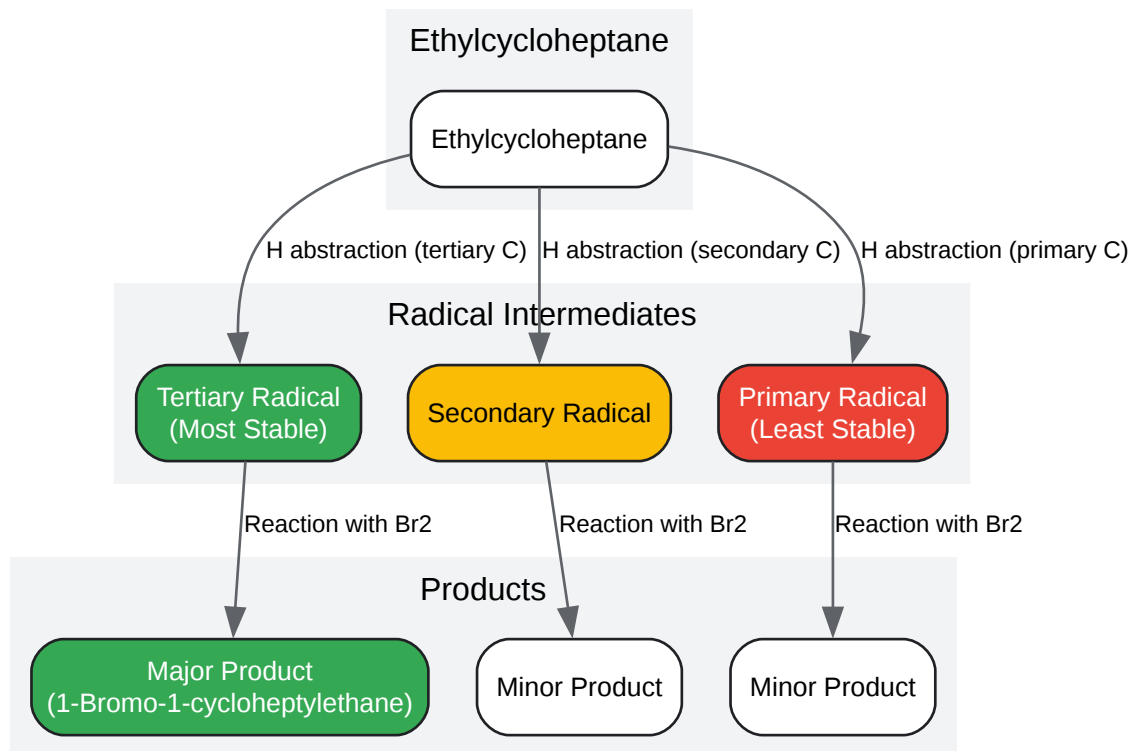 Ethylcycloheptane
Ethylcycloheptane
H abstraction (tertiary C)
H abstraction (secondary C)
H abstraction (primary C)
Radical Intermediates
Tertiary Radical
(Most Stable)
Secondary Radical
Primary Radical
(Least Stable)
Reaction with Br2
Reaction with Br2
Reaction with Br2
Products
Major Product
(1-Bromo-1-cycloheptylethane)
Minor Product
Minor Product